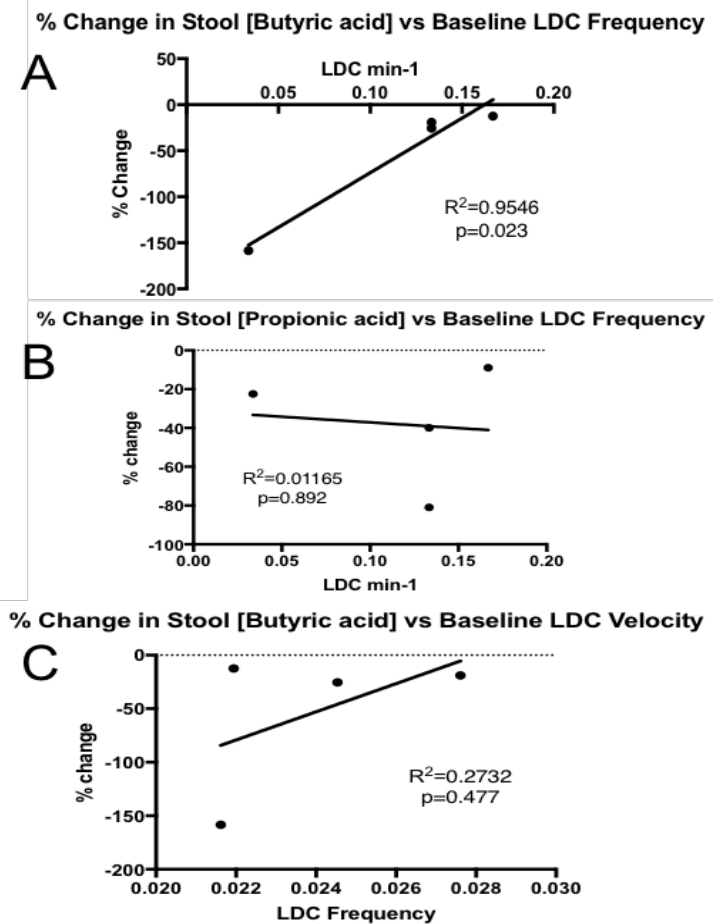 % Change in Stool [Butyric acid] vs Baseline LDC Frequency
A
LDC min-1
50
0
-50
-100
-150
-200
0.05 0.10 0.15 0.20
% Change
R2=0.9546
p=0.023
% Change in Stool [Propionic acid] vs Baseline LDC Frequency
B
0
-20
-40
-60
-80
-100
% change
R2=0.01165
p=0.892
0.00 0.05 0.10 0.15 0.20
LDC min-1
% Change in Stool [Butyric acid] vs Baseline LDC Velocity
C
0
-50
-100
-150
-200
% change
R2=0.2732
p=0.477
0.020 0.022 0.024 0.026 0.028 0.030
LDC Frequency